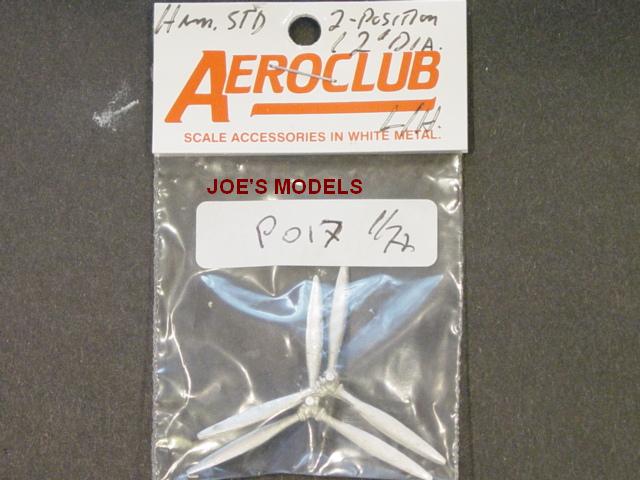 Ham. STD 2-Position
12' DIA.
AEROCLUB
L/H.
SCALE ACCESSORIES IN WHITE METAL.
JOE'S MODELS
P017 1/72